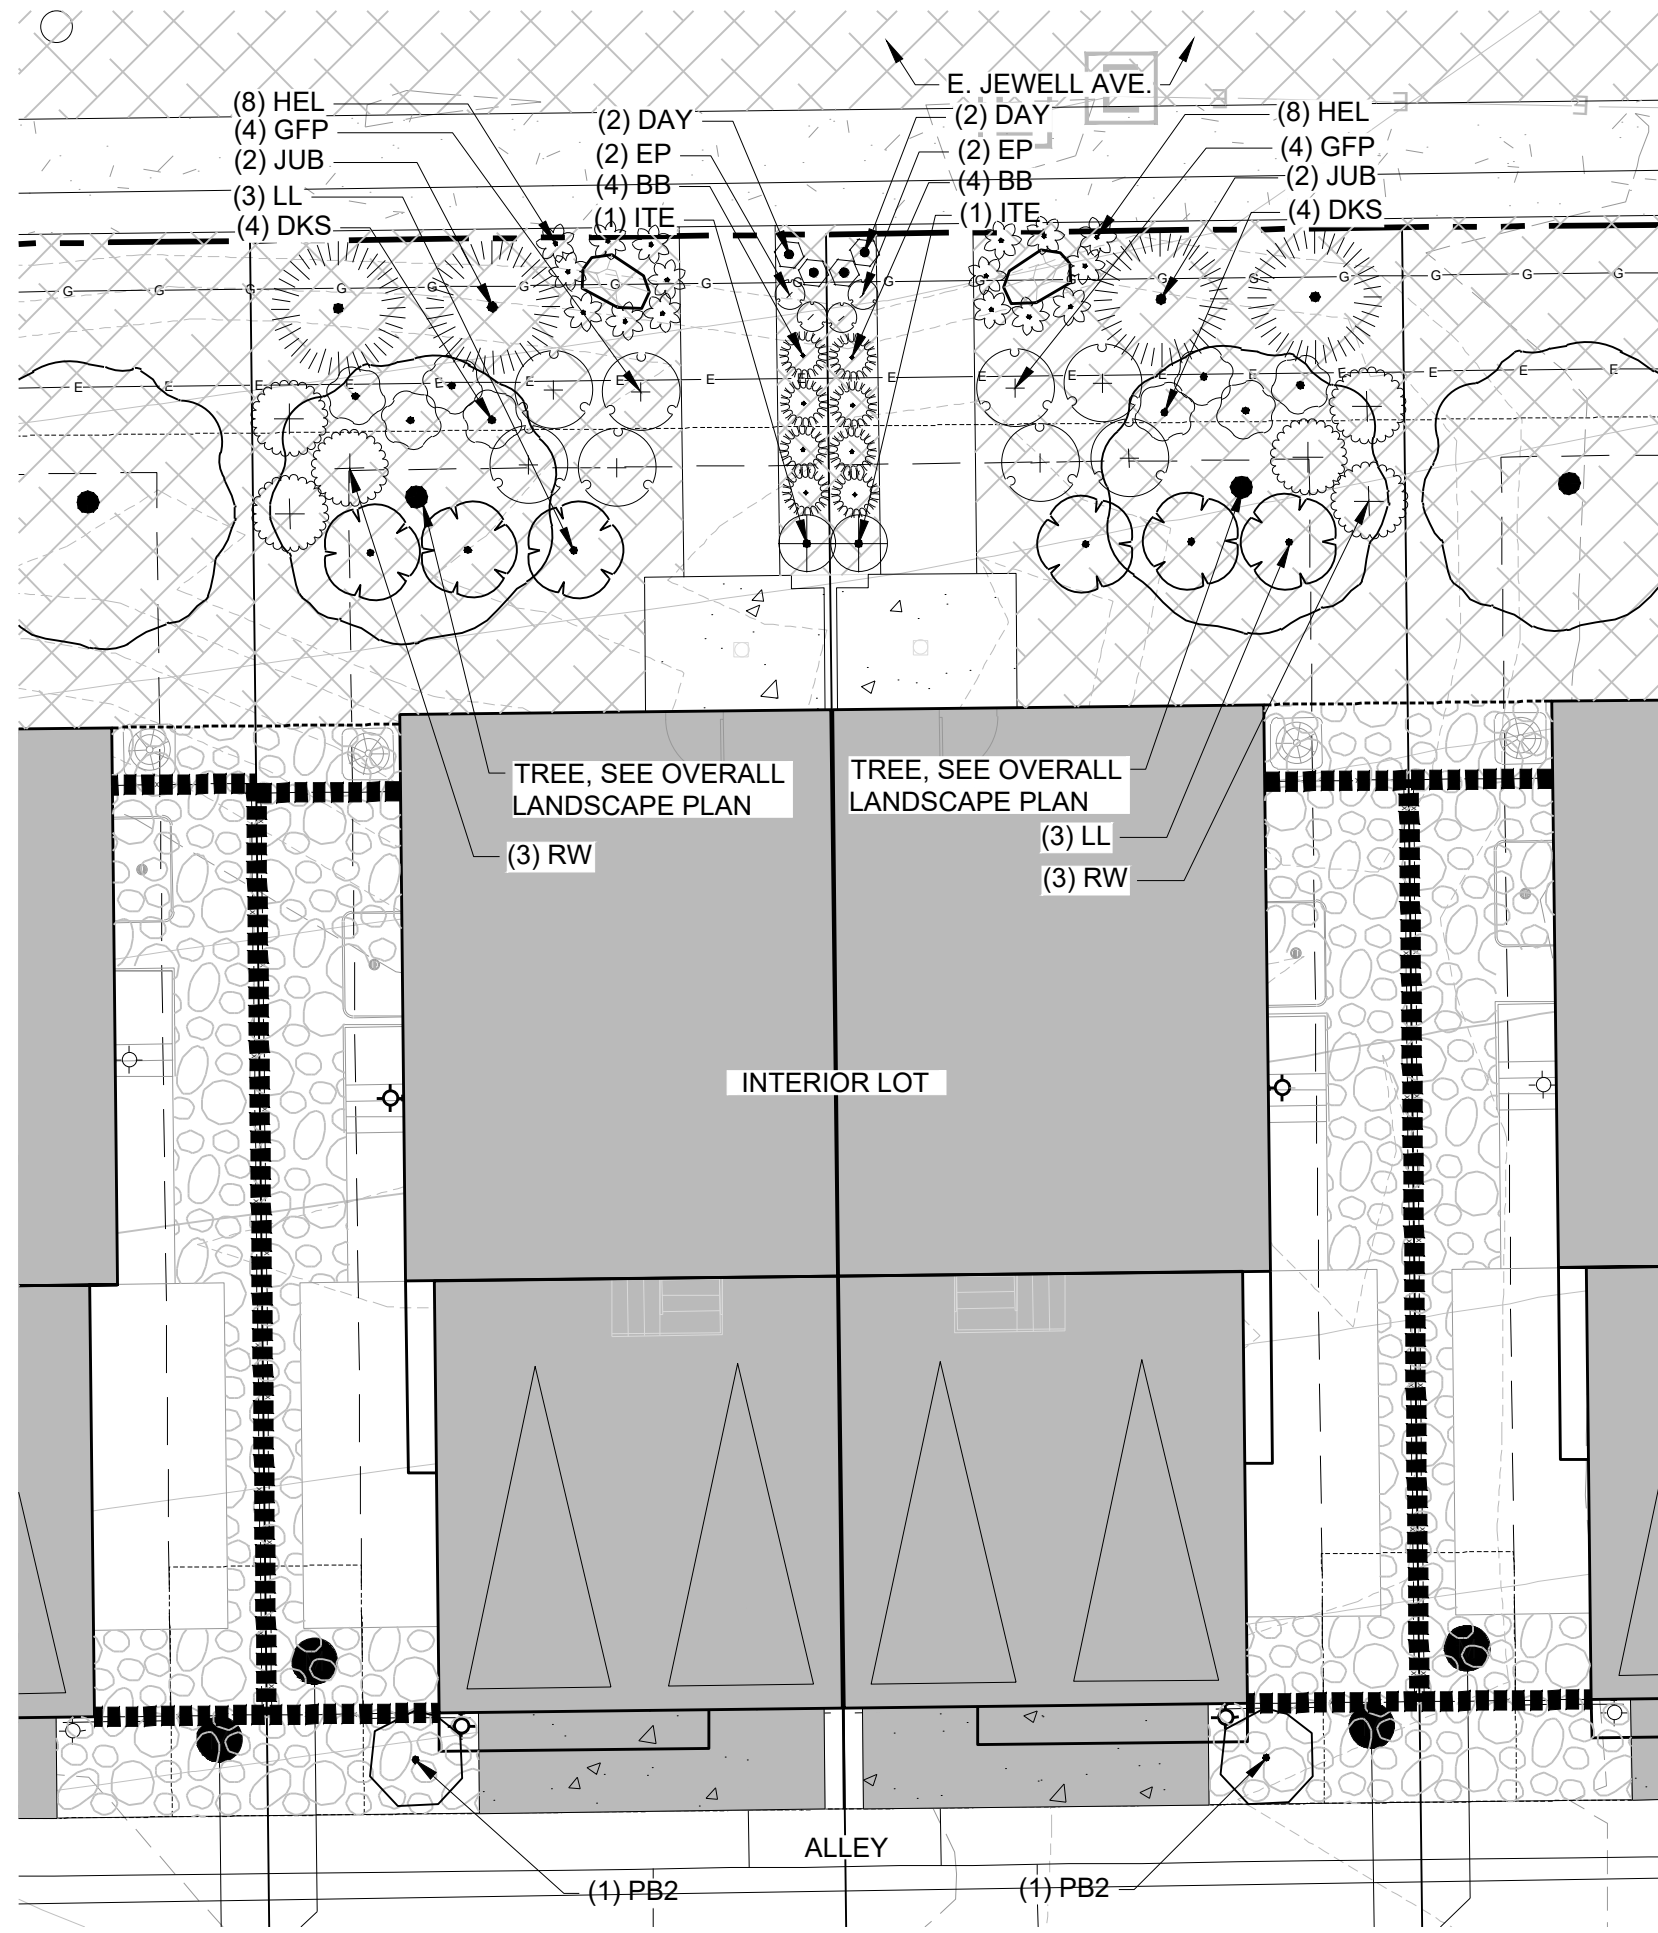 E. JEWELL AVE.
(8) HEL
(4) GFP
(2) JUB
(3) LL
(4) DKS
(2) DAY
(2) EP
(4) BB
(1) ITE
(2) DAY
(2) EP
(4) BB
(1) ITE
(8) HEL
(4) GFP
(2) JUB
(4) DKS
G G G G G G G G G G G G G G G G G G
E E E E E E E E E E E E E E E E E E
TREE, SEE OVERALL
LANDSCAPE PLAN
(3) RW
TREE, SEE OVERALL
LANDSCAPE PLAN
(3) LL
(3) RW
INTERIOR LOT
ALLEY
(1) PB2
(1) PB2